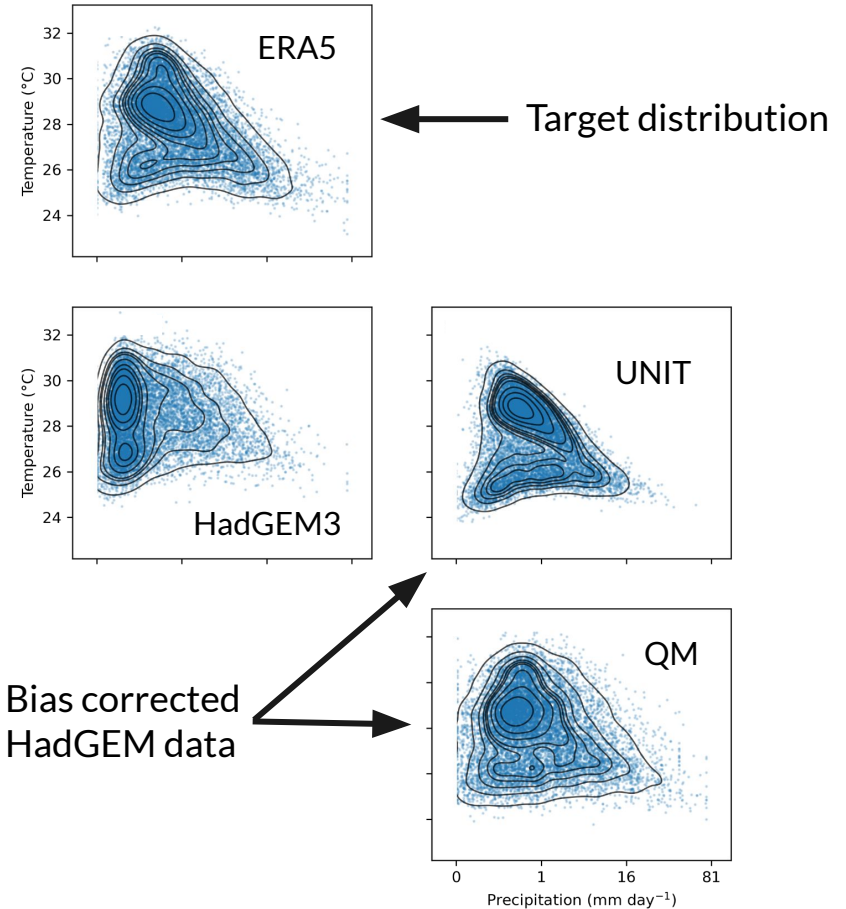 32
30
28
26
24
Temperature (°C)
ERA5
Target distribution
32
30
28
26
24
Temperature (°C)
HadGEM3
UNIT
Bias corrected
HadGEM data
QM
0 1 16 81
Precipitation (mm day⁻¹)